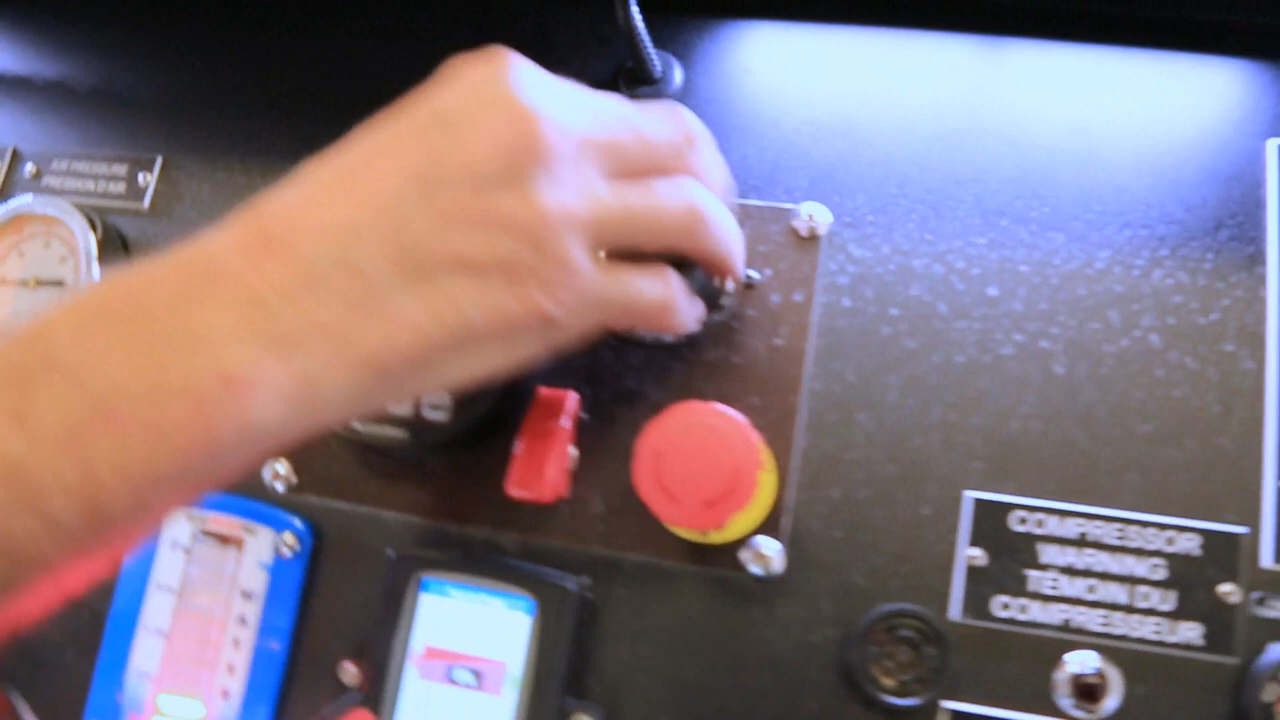 AIR PRESSURE
PRESSION D'AIR
COMPRESSOR
WARNING
TÉMOIN DU
COMPRESSEUR